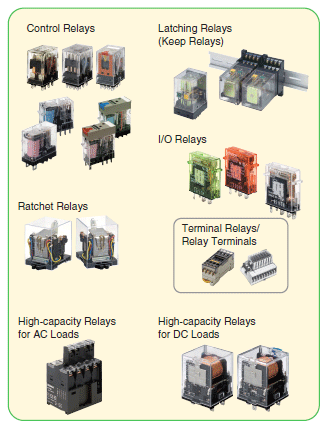 Control Relays
Latching Relays
(Keep Relays)
I/O Relays
Ratchet Relays
Terminal Relays/
Relay Terminals
High-capacity Relays
for AC Loads
High-capacity Relays
for DC Loads